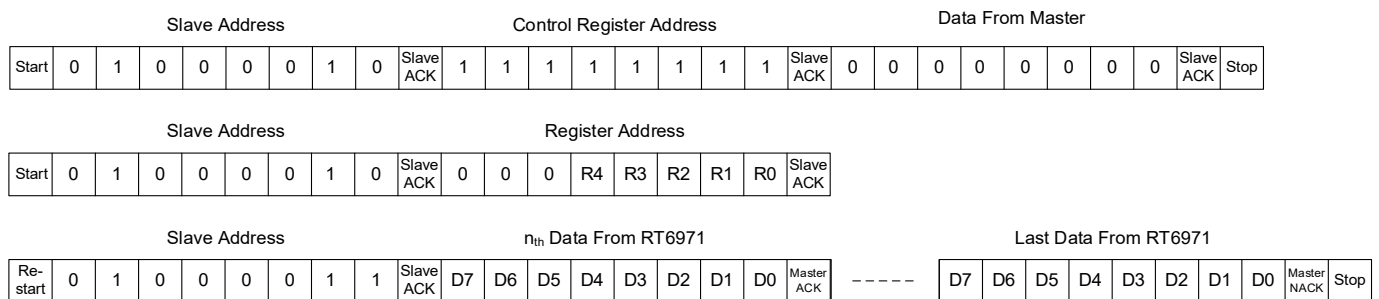 Slave Address Control Register Address Data From Master
Start 0 1 0 0 0 0 1 0 Slave ACK 1 1 1 1 1 1 1 1 Slave ACK 0 0 0 0 0 0 0 0 Slave ACK Stop
Slave Address Register Address
Start 0 1 0 0 0 0 1 0 Slave ACK 0 0 0 R4 R3 R2 R1 R0 Slave ACK
Slave Address nth Data From RT6971 Last Data From RT6971
Re-start 0 1 0 0 0 0 1 1 Slave ACK D7 D6 D5 D4 D3 D2 D1 D0 Master ACK ----- D7 D6 D5 D4 D3 D2 D1 D0 Master NACK Stop